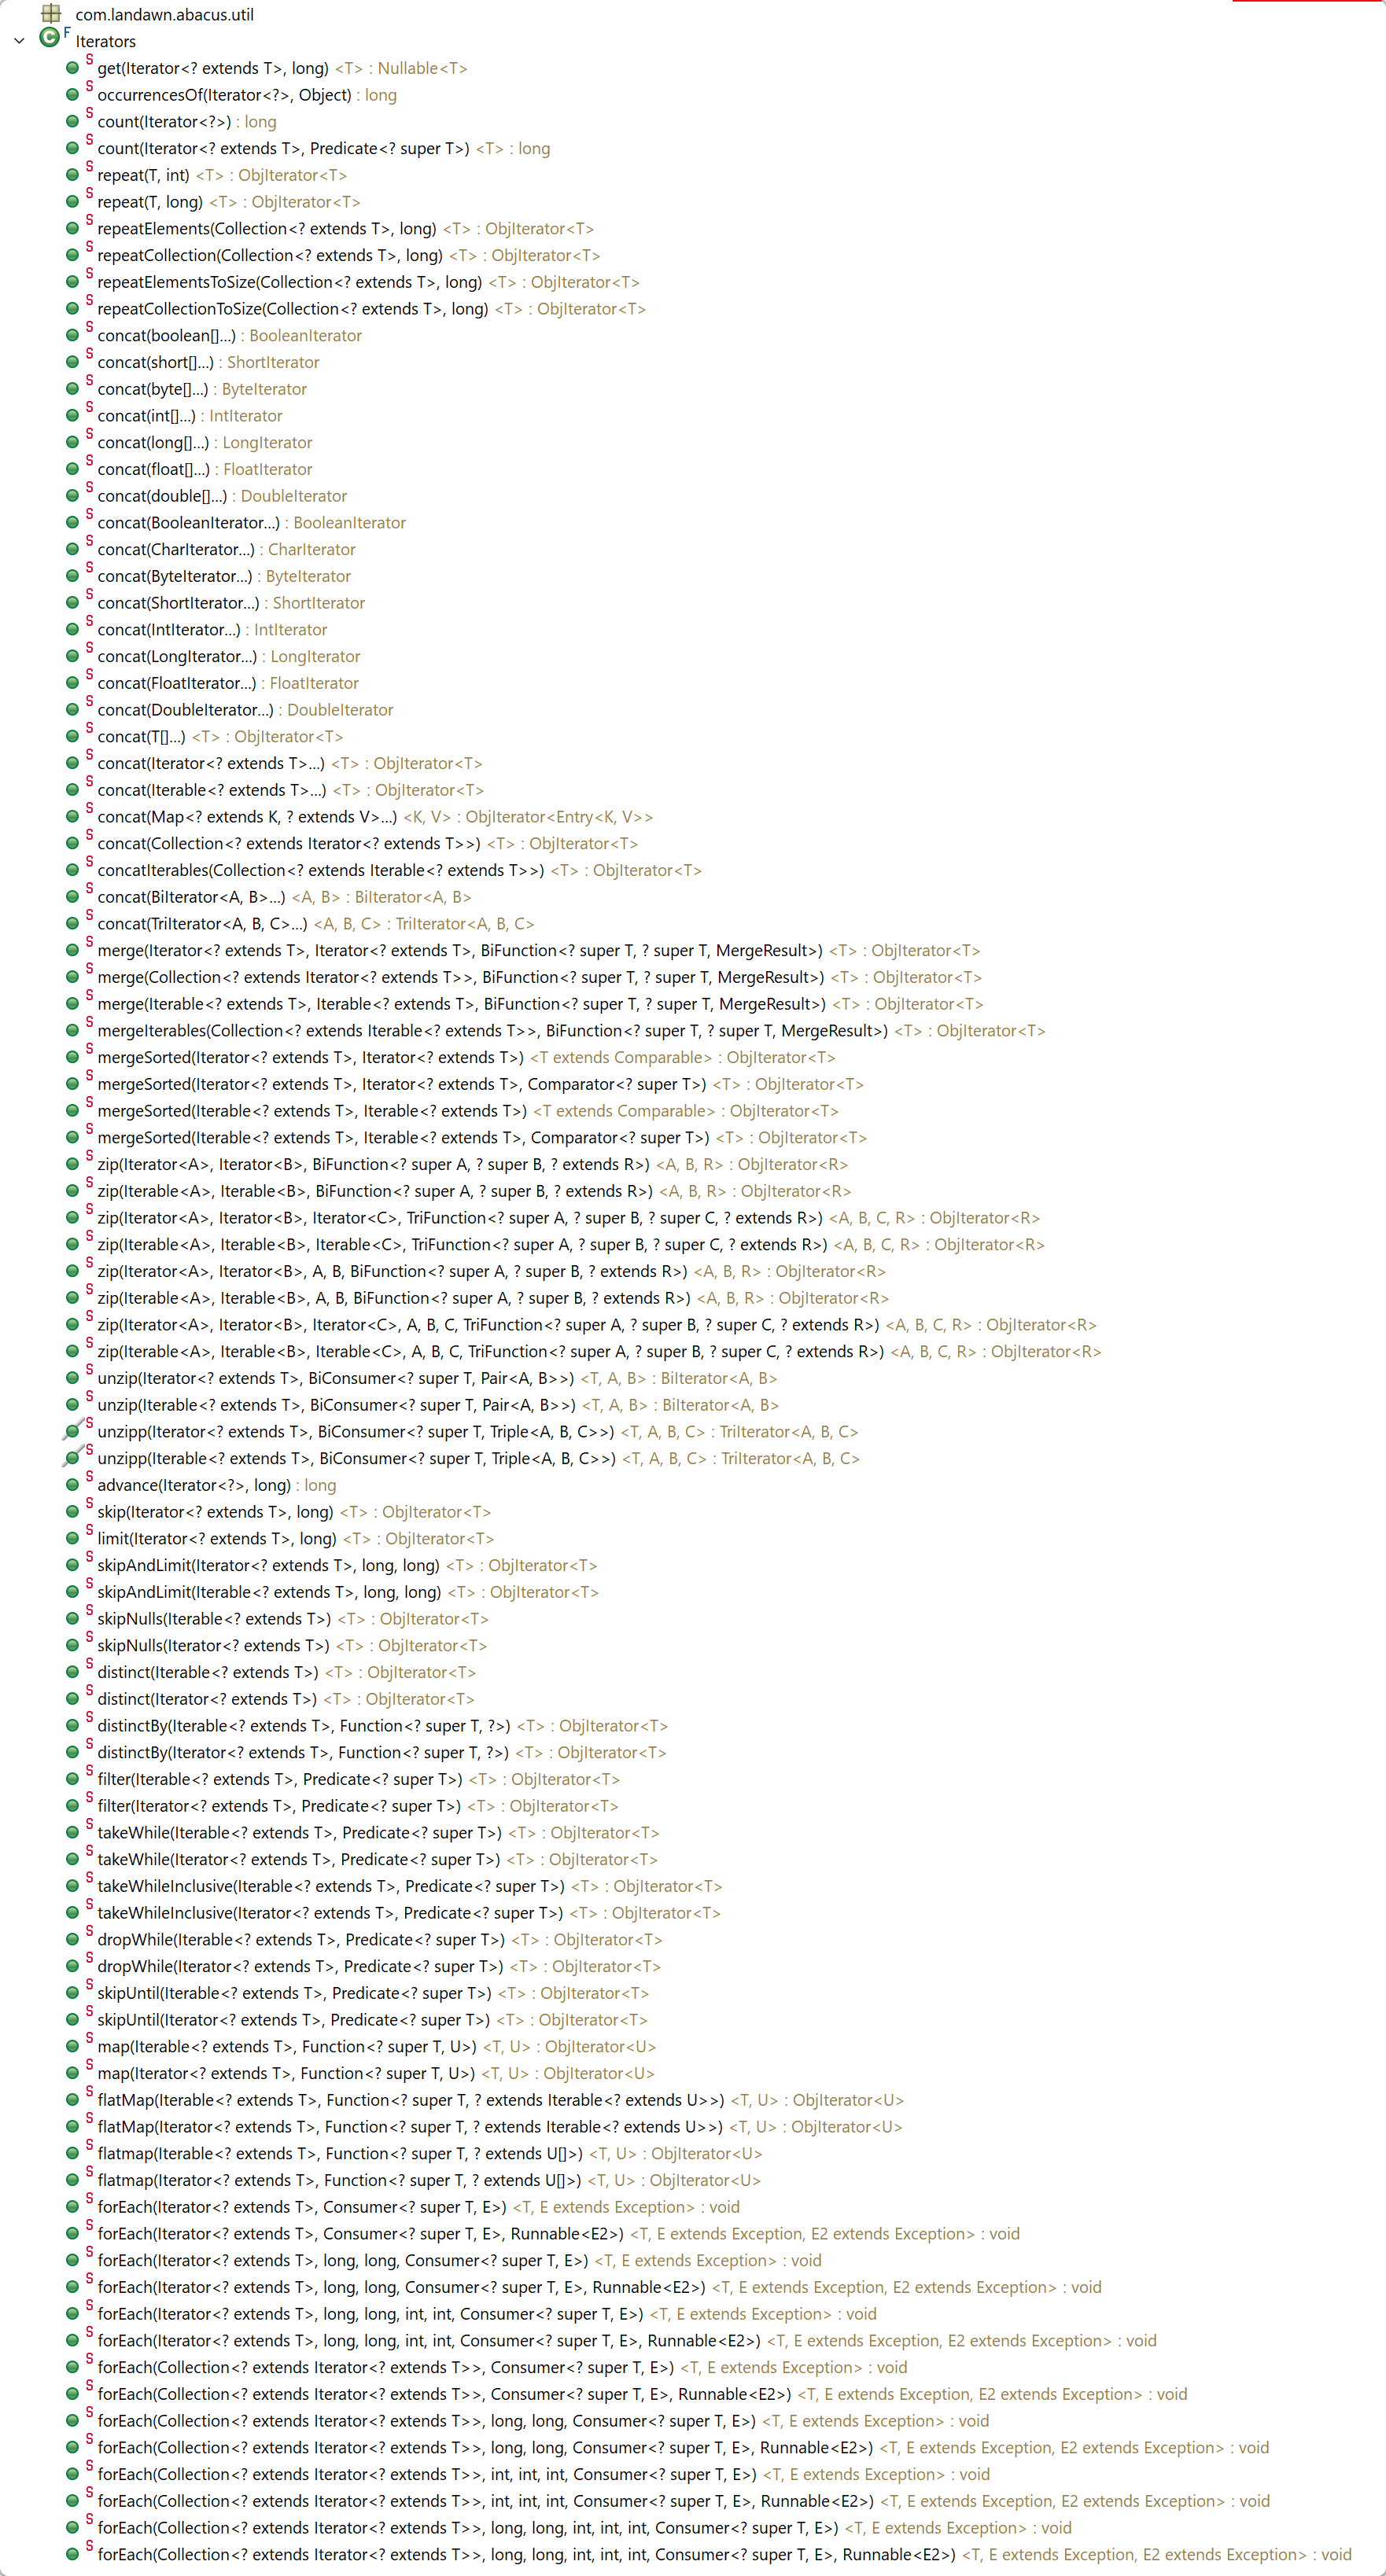 com.landawn.abacus.util
Iterators
get(Iterator<? extends T>, long) <T> : Nullable<T>
occurrencesOf(Iterator<?>, Object) : long
count(Iterator<?>) : long
count(Iterator<? extends T>, Predicate<? super T>) <T> : long
repeat(T, int) <T> : ObjIterator<T>
repeat(T, long) <T> : ObjIterator<T>
repeatElements(Collection<? extends T>, long) <T> : ObjIterator<T>
repeatCollection(Collection<? extends T>, long) <T> : ObjIterator<T>
repeatElementsToSize(Collection<? extends T>, long) <T> : ObjIterator<T>
repeatCollectionToSize(Collection<? extends T>, long) <T> : ObjIterator<T>
concat(boolean[]...) : BooleanIterator
concat(short[]...) : ShortIterator
concat(byte[]...) : ByteIterator
concat(int[]...) : IntIterator
concat(long[]...) : LongIterator
concat(float[]...) : FloatIterator
concat(double[]...) : DoubleIterator
concat(BooleanIterator...) : BooleanIterator
concat(CharIterator...) : CharIterator
concat(ByteIterator...) : ByteIterator
concat(ShortIterator...) : ShortIterator
concat(IntIterator...) : IntIterator
concat(LongIterator...) : LongIterator
concat(FloatIterator...) : FloatIterator
concat(DoubleIterator...) : DoubleIterator
concat(T[]...) <T> : ObjIterator<T>
concat(Iterator<? extends T>...) <T> : ObjIterator<T>
concat(Iterable<? extends T>...) <T> : ObjIterator<T>
concat(Map<? extends K, ? extends V>...) <K, V> : ObjIterator<Entry<K, V>>
concat(Collection<? extends Iterator<? extends T>>) <T> : ObjIterator<T>
concatIterables(Collection<? extends Iterable<? extends T>>) <T> : ObjIterator<T>
concat(BiIterator<A, B>...) <A, B> : BiIterator<A, B>
concat(TriIterator<A, B, C>...) <A, B, C> : TriIterator<A, B, C>
merge(Iterator<? extends T>, Iterator<? extends T>, BiFunction<? super T, ? super T, MergeResult>) <T> : ObjIterator<T>
merge(Collection<? extends Iterator<? extends T>>, BiFunction<? super T, ? super T, MergeResult>) <T> : ObjIterator<T>
merge(Iterable<? extends T>, Iterable<? extends T>, BiFunction<? super T, ? super T, MergeResult>) <T> : ObjIterator<T>
mergeIterables(Collection<? extends Iterable<? extends T>>, BiFunction<? super T, ? super T, MergeResult>) <T> : ObjIterator<T>
mergeSorted(Iterator<? extends T>, Iterator<? extends T>) <T extends Comparable> : ObjIterator<T>
mergeSorted(Iterator<? extends T>, Iterator<? extends T>, Comparator<? super T>) <T> : ObjIterator<T>
mergeSorted(Iterable<? extends T>, Iterable<? extends T>) <T extends Comparable> : ObjIterator<T>
mergeSorted(Iterable<? extends T>, Iterable<? extends T>, Comparator<? super T>) <T> : ObjIterator<T>
zip(Iterator<A>, Iterator<B>, BiFunction<? super A, ? super B, ? extends R>) <A, B, R> : ObjIterator<R>
zip(Iterable<A>, Iterable<B>, BiFunction<? super A, ? super B, ? extends R>) <A, B, R> : ObjIterator<R>
zip(Iterator<A>, Iterator<B>, Iterator<C>, TriFunction<? super A, ? super B, ? super C, ? extends R>) <A, B, C, R> : ObjIterator<R>
zip(Iterable<A>, Iterable<B>, Iterable<C>, TriFunction<? super A, ? super B, ? super C, ? extends R>) <A, B, C, R> : ObjIterator<R>
zip(Iterator<A>, Iterator<B>, A, B, BiFunction<? super A, ? super B, ? extends R>) <A, B, R> : ObjIterator<R>
zip(Iterable<A>, Iterable<B>, A, B, BiFunction<? super A, ? super B, ? extends R>) <A, B, R> : ObjIterator<R>
zip(Iterator<A>, Iterator<B>, Iterator<C>, A, B, C, TriFunction<? super A, ? super B, ? super C, ? extends R>) <A, B, C, R> : ObjIterator<R>
zip(Iterable<A>, Iterable<B>, Iterable<C>, A, B, C, TriFunction<? super A, ? super B, ? super C, ? extends R>) <A, B, C, R> : ObjIterator<R>
unzip(Iterator<? extends T>, BiConsumer<? super T, Pair<A, B>>) <T, A, B> : BiIterator<A, B>
unzip(Iterable<? extends T>, BiConsumer<? super T, Pair<A, B>>) <T, A, B> : BiIterator<A, B>
unzipp(Iterator<? extends T>, BiConsumer<? super T, Triple<A, B, C>>) <T, A, B, C> : TriIterator<A, B, C>
unzipp(Iterable<? extends T>, BiConsumer<? super T, Triple<A, B, C>>) <T, A, B, C> : TriIterator<A, B, C>
advance(Iterator<?>, long) : long
skip(Iterator<? extends T>, long) <T> : ObjIterator<T>
limit(Iterator<? extends T>, long) <T> : ObjIterator<T>
skipAndLimit(Iterator<? extends T>, long, long) <T> : ObjIterator<T>
skipAndLimit(Iterable<? extends T>, long, long) <T> : ObjIterator<T>
skipNulls(Iterable<? extends T>) <T> : ObjIterator<T>
skipNulls(Iterator<? extends T>) <T> : ObjIterator<T>
distinct(Iterable<? extends T>) <T> : ObjIterator<T>
distinct(Iterator<? extends T>) <T> : ObjIterator<T>
distinctBy(Iterable<? extends T>, Function<? super T, ?>) <T> : ObjIterator<T>
distinctBy(Iterator<? extends T>, Function<? super T, ?>) <T> : ObjIterator<T>
filter(Iterable<? extends T>, Predicate<? super T>) <T> : ObjIterator<T>
filter(Iterator<? extends T>, Predicate<? super T>) <T> : ObjIterator<T>
takeWhile(Iterable<? extends T>, Predicate<? super T>) <T> : ObjIterator<T>
takeWhile(Iterator<? extends T>, Predicate<? super T>) <T> : ObjIterator<T>
takeWhileInclusive(Iterable<? extends T>, Predicate<? super T>) <T> : ObjIterator<T>
takeWhileInclusive(Iterator<? extends T>, Predicate<? super T>) <T> : ObjIterator<T>
dropWhile(Iterable<? extends T>, Predicate<? super T>) <T> : ObjIterator<T>
dropWhile(Iterator<? extends T>, Predicate<? super T>) <T> : ObjIterator<T>
skipUntil(Iterable<? extends T>, Predicate<? super T>) <T> : ObjIterator<T>
skipUntil(Iterator<? extends T>, Predicate<? super T>) <T> : ObjIterator<T>
map(Iterable<? extends T>, Function<? super T, U>) <T, U> : ObjIterator<U>
map(Iterator<? extends T>, Function<? super T, U>) <T, U> : ObjIterator<U>
flatMap(Iterable<? extends T>, Function<? super T, ? extends Iterable<? extends U>>) <T, U> : ObjIterator<U>
flatMap(Iterator<? extends T>, Function<? super T, ? extends Iterable<? extends U>>) <T, U> : ObjIterator<U>
flatmap(Iterable<? extends T>, Function<? super T, ? extends U[]>) <T, U> : ObjIterator<U>
flatmap(Iterator<? extends T>, Function<? super T, ? extends U[]>) <T, U> : ObjIterator<U>
forEach(Iterator<? extends T>, Consumer<? super T, E>) <T, E extends Exception> : void
forEach(Iterator<? extends T>, Consumer<? super T, E>, Runnable<E2>) <T, E extends Exception, E2 extends Exception> : void
forEach(Iterator<? extends T>, long, long, Consumer<? super T, E>) <T, E extends Exception> : void
forEach(Iterator<? extends T>, long, long, Consumer<? super T, E>, Runnable<E2>) <T, E extends Exception, E2 extends Exception> : void
forEach(Iterator<? extends T>, long, long, int, int, Consumer<? super T, E>) <T, E extends Exception> : void
forEach(Iterator<? extends T>, long, long, int, int, Consumer<? super T, E>, Runnable<E2>) <T, E extends Exception, E2 extends Exception> : void
forEach(Collection<? extends Iterator<? extends T>>, Consumer<? super T, E>) <T, E extends Exception> : void
forEach(Collection<? extends Iterator<? extends T>>, Consumer<? super T, E>, Runnable<E2>) <T, E extends Exception, E2 extends Exception> : void
forEach(Collection<? extends Iterator<? extends T>>, long, long, Consumer<? super T, E>) <T, E extends Exception> : void
forEach(Collection<? extends Iterator<? extends T>>, long, long, Consumer<? super T, E>, Runnable<E2>) <T, E extends Exception, E2 extends Exception> : void
forEach(Collection<? extends Iterator<? extends T>>, int, int, int, Consumer<? super T, E>) <T, E extends Exception> : void
forEach(Collection<? extends Iterator<? extends T>>, int, int, int, Consumer<? super T, E>, Runnable<E2>) <T, E extends Exception, E2 extends Exception> : void
forEach(Collection<? extends Iterator<? extends T>>, long, long, int, int, int, Consumer<? super T, E>) <T, E extends Exception> : void
forEach(Collection<? extends Iterator<? extends T>>, long, long, int, int, int, Consumer<? super T, E>, Runnable<E2>) <T, E extends Exception, E2 extends Exception> : void